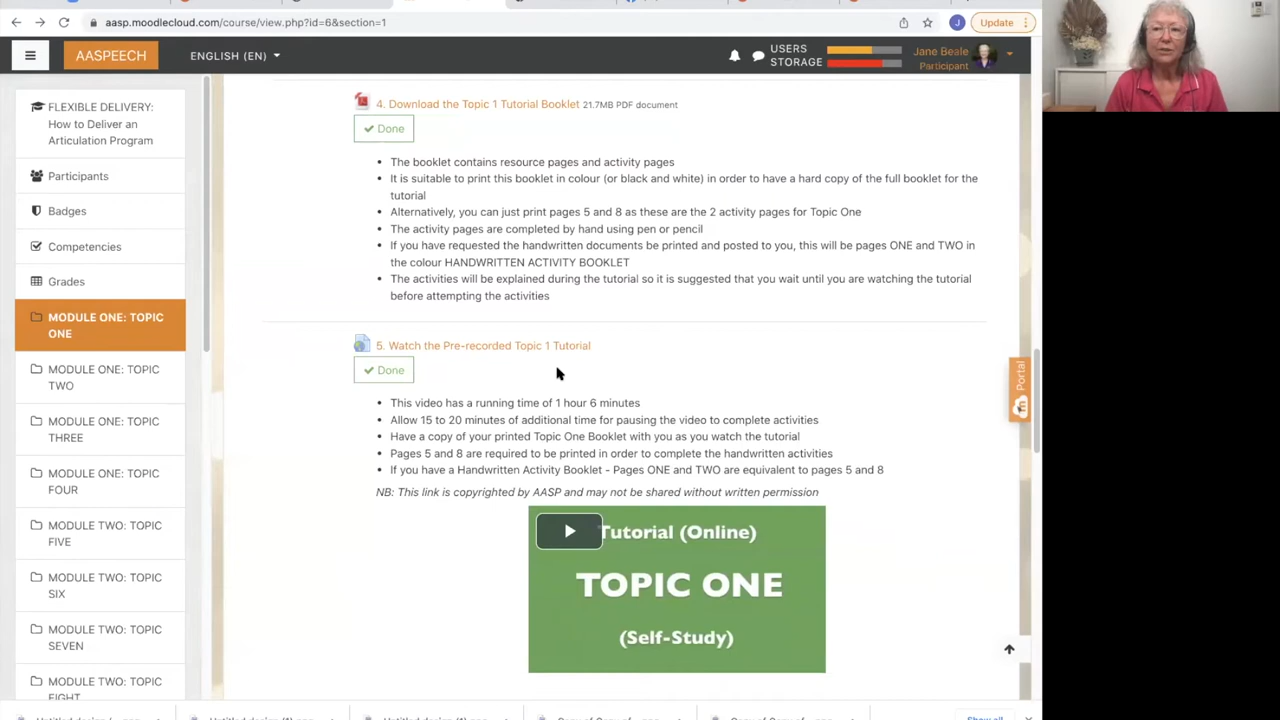 aasp.moodlecloud.com/course/view.php?id=6&section=1
J
Update
AASPEECH
ENGLISH (EN)
USERS
STORAGE
Jane Beale
Participant
FLEXIBLE DELIVERY:
How to Deliver an
Articulation Program
Participants
Badges
Competencies
Grades
MODULE ONE: TOPIC
ONE
MODULE ONE: TOPIC
TWO
MODULE ONE: TOPIC
THREE
MODULE ONE: TOPIC
FOUR
MODULE TWO: TOPIC
FIVE
MODULE TWO: TOPIC
SIX
MODULE TWO: TOPIC
SEVEN
MODULE TWO: TOPIC
EIGHT
4. Download the Topic 1 Tutorial Booklet 21.7MB PDF document
Done
The booklet contains resource pages and activity pages
It is suitable to print this booklet in colour (or black and white) in order to have a hard copy of the full booklet for the
tutorial
Alternatively, you can just print pages 5 and 8 as these are the 2 activity pages for Topic One
The activity pages are completed by hand using pen or pencil
If you have requested the handwritten documents be printed and posted to you, this will be pages ONE and TWO in
the colour HANDWRITTEN ACTIVITY BOOKLET
The activities will be explained during the tutorial so it is suggested that you wait until you are watching the tutorial
before attempting the activities
5. Watch the Pre-recorded Topic 1 Tutorial
Done
This video has a running time of 1 hour 6 minutes
Allow 15 to 20 minutes of additional time for pausing the video to complete activities
Have a copy of your printed Topic One Booklet with you as you watch the tutorial
Pages 5 and 8 are required to be printed in order to complete the handwritten activities
If you have a Handwritten Activity Booklet - Pages ONE and TWO are equivalent to pages 5 and 8
NB: This link is copyrighted by AASP and may not be shared without written permission
Tutorial (Online)
TOPIC ONE
(Self-Study)
Portal
Show all